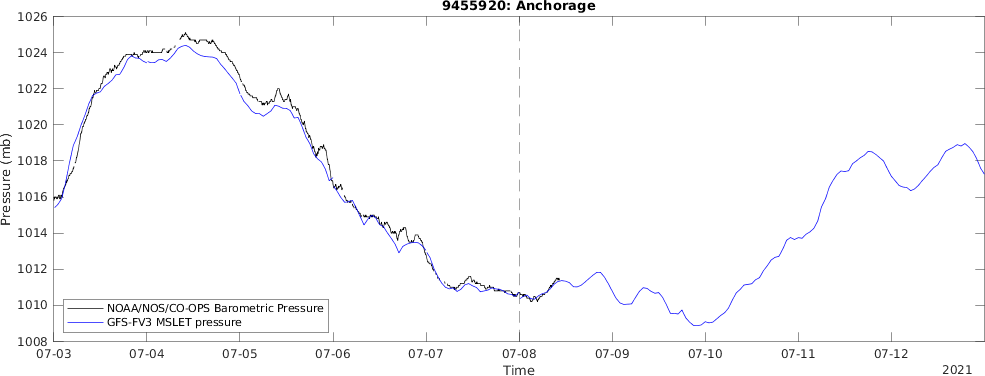 9455920: Anchorage
Pressure (mb)
1026
1024
1022
1020
1018
1016
1014
1012
1010
1008
NOAA/NOS/CO-OPS Barometric Pressure
GFS-FV3 MSLET pressure
07-03 07-04 07-05 07-06 07-07 07-08 07-09 07-10 07-11 07-12
Time
2021